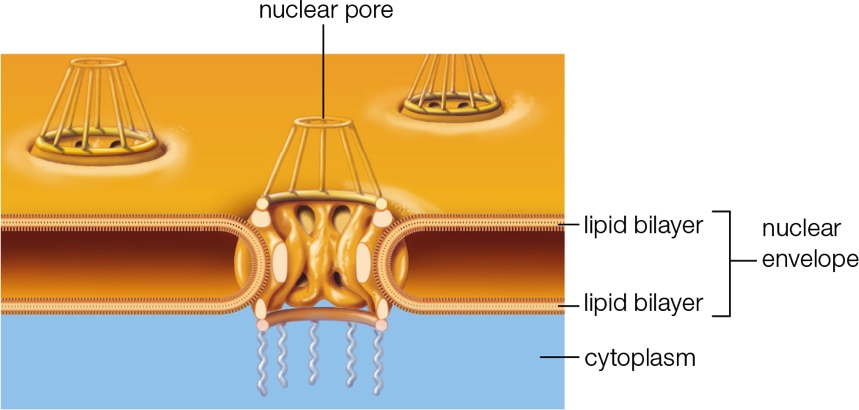 nuclear pore
lipid bilayer
nuclear
envelope
lipid bilayer
cytoplasm